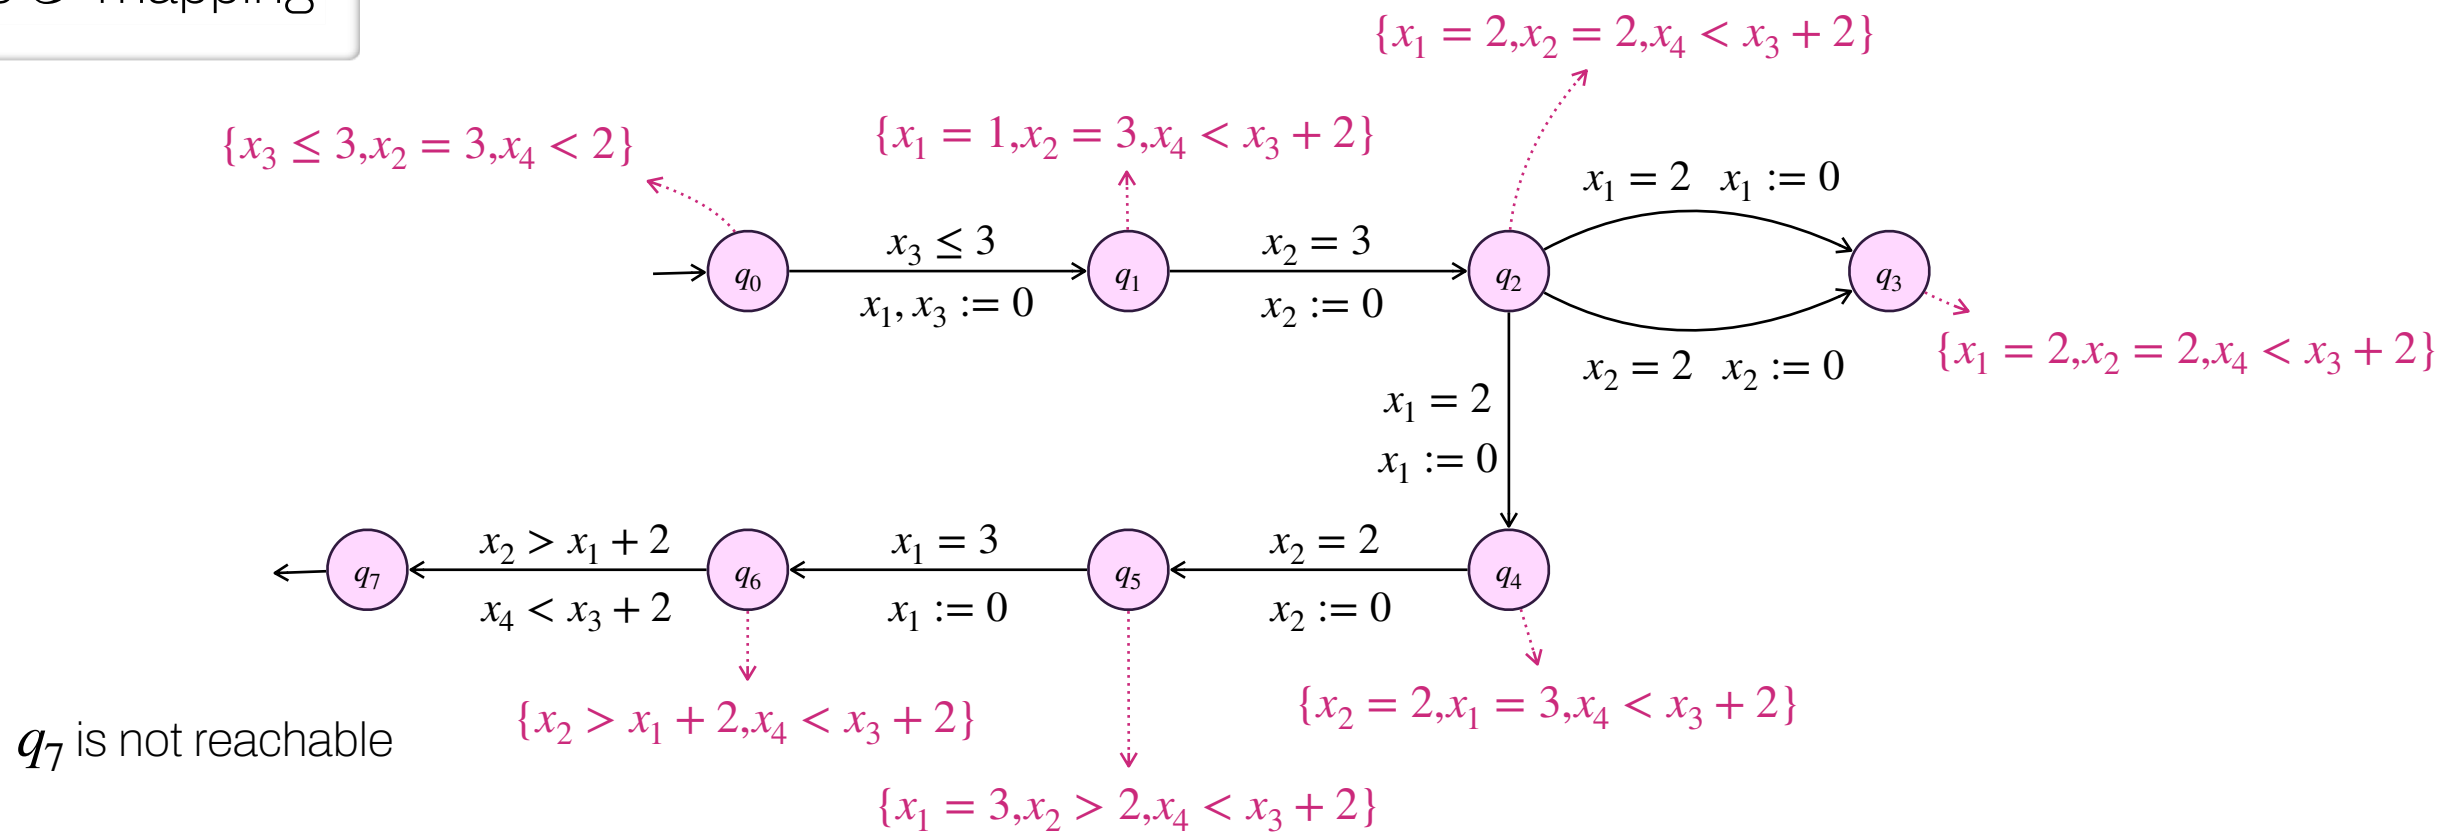 mapping
{x₁ = 2,x₂ = 2,x₄ < x₃ + 2}
{x₃ ≤ 3,x₂ = 3,x₄ < 2}
{x₁ = 1,x₂ = 3,x₄ < x₃ + 2}
x₁ = 2 x₁ := 0
x₃ ≤ 3
x₂ = 3
q₀
q₁
q₂
q₃
x₁, x₃ := 0
x₂ := 0
x₂ = 2 x₂ := 0
{x₁ = 2,x₂ = 2,x₄ < x₃ + 2}
x₁ = 2
x₁ := 0
x₂ > x₁ + 2
x₁ = 3
x₂ = 2
q₇
q₆
q₅
q₄
x₄ < x₃ + 2
x₁ := 0
x₂ := 0
{x₂ > x₁ + 2,x₄ < x₃ + 2}
{x₂ = 2,x₁ = 3,x₄ < x₃ + 2}
q₇ is not reachable
{x₁ = 3,x₂ > 2,x₄ < x₃ + 2}